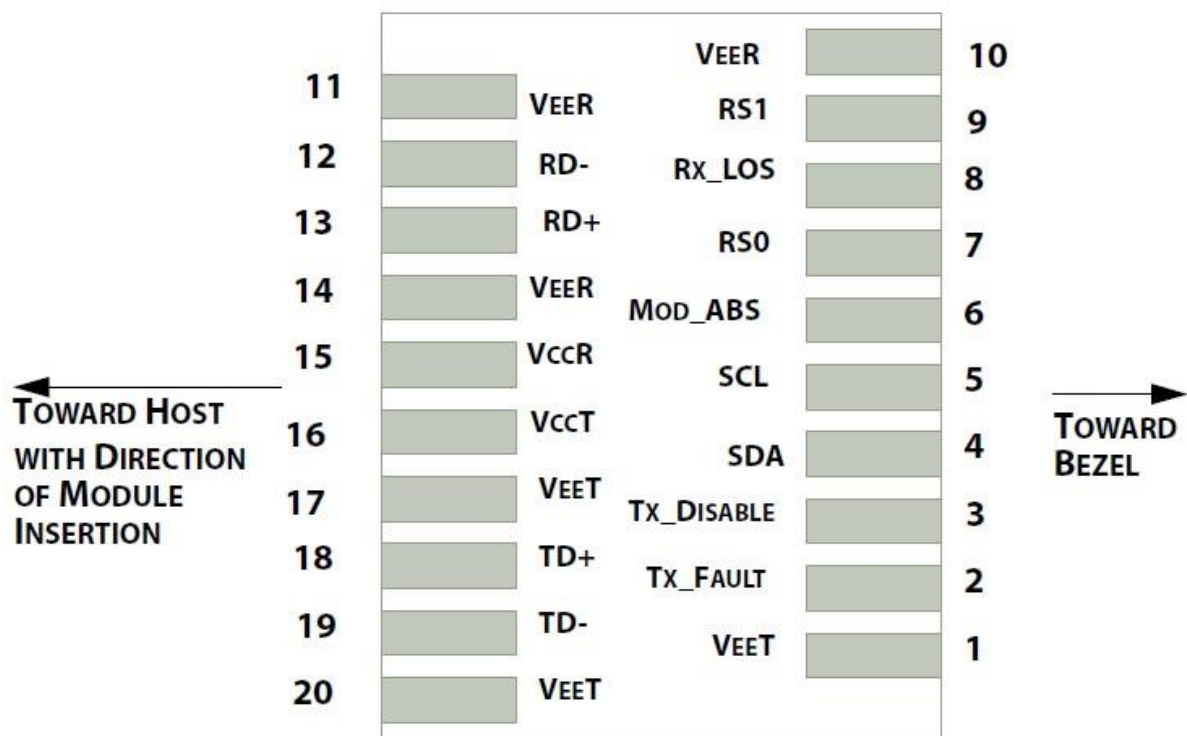 11 VEER
12 RD-
13 RD+
14 VEER
15 VCCR
16 VCCT
17 VEET
18 TD+
19 TD-
20 VEET
VEER 10
RS1 9
RX_LOS 8
RS0 7
MOD_ABS 6
SCL 5
SDA 4
TX_DISABLE 3
TX_FAULT 2
VEET 1
TOWARD HOST
WITH DIRECTION
OF MODULE
INSERTION
TOWARD
BEZEL